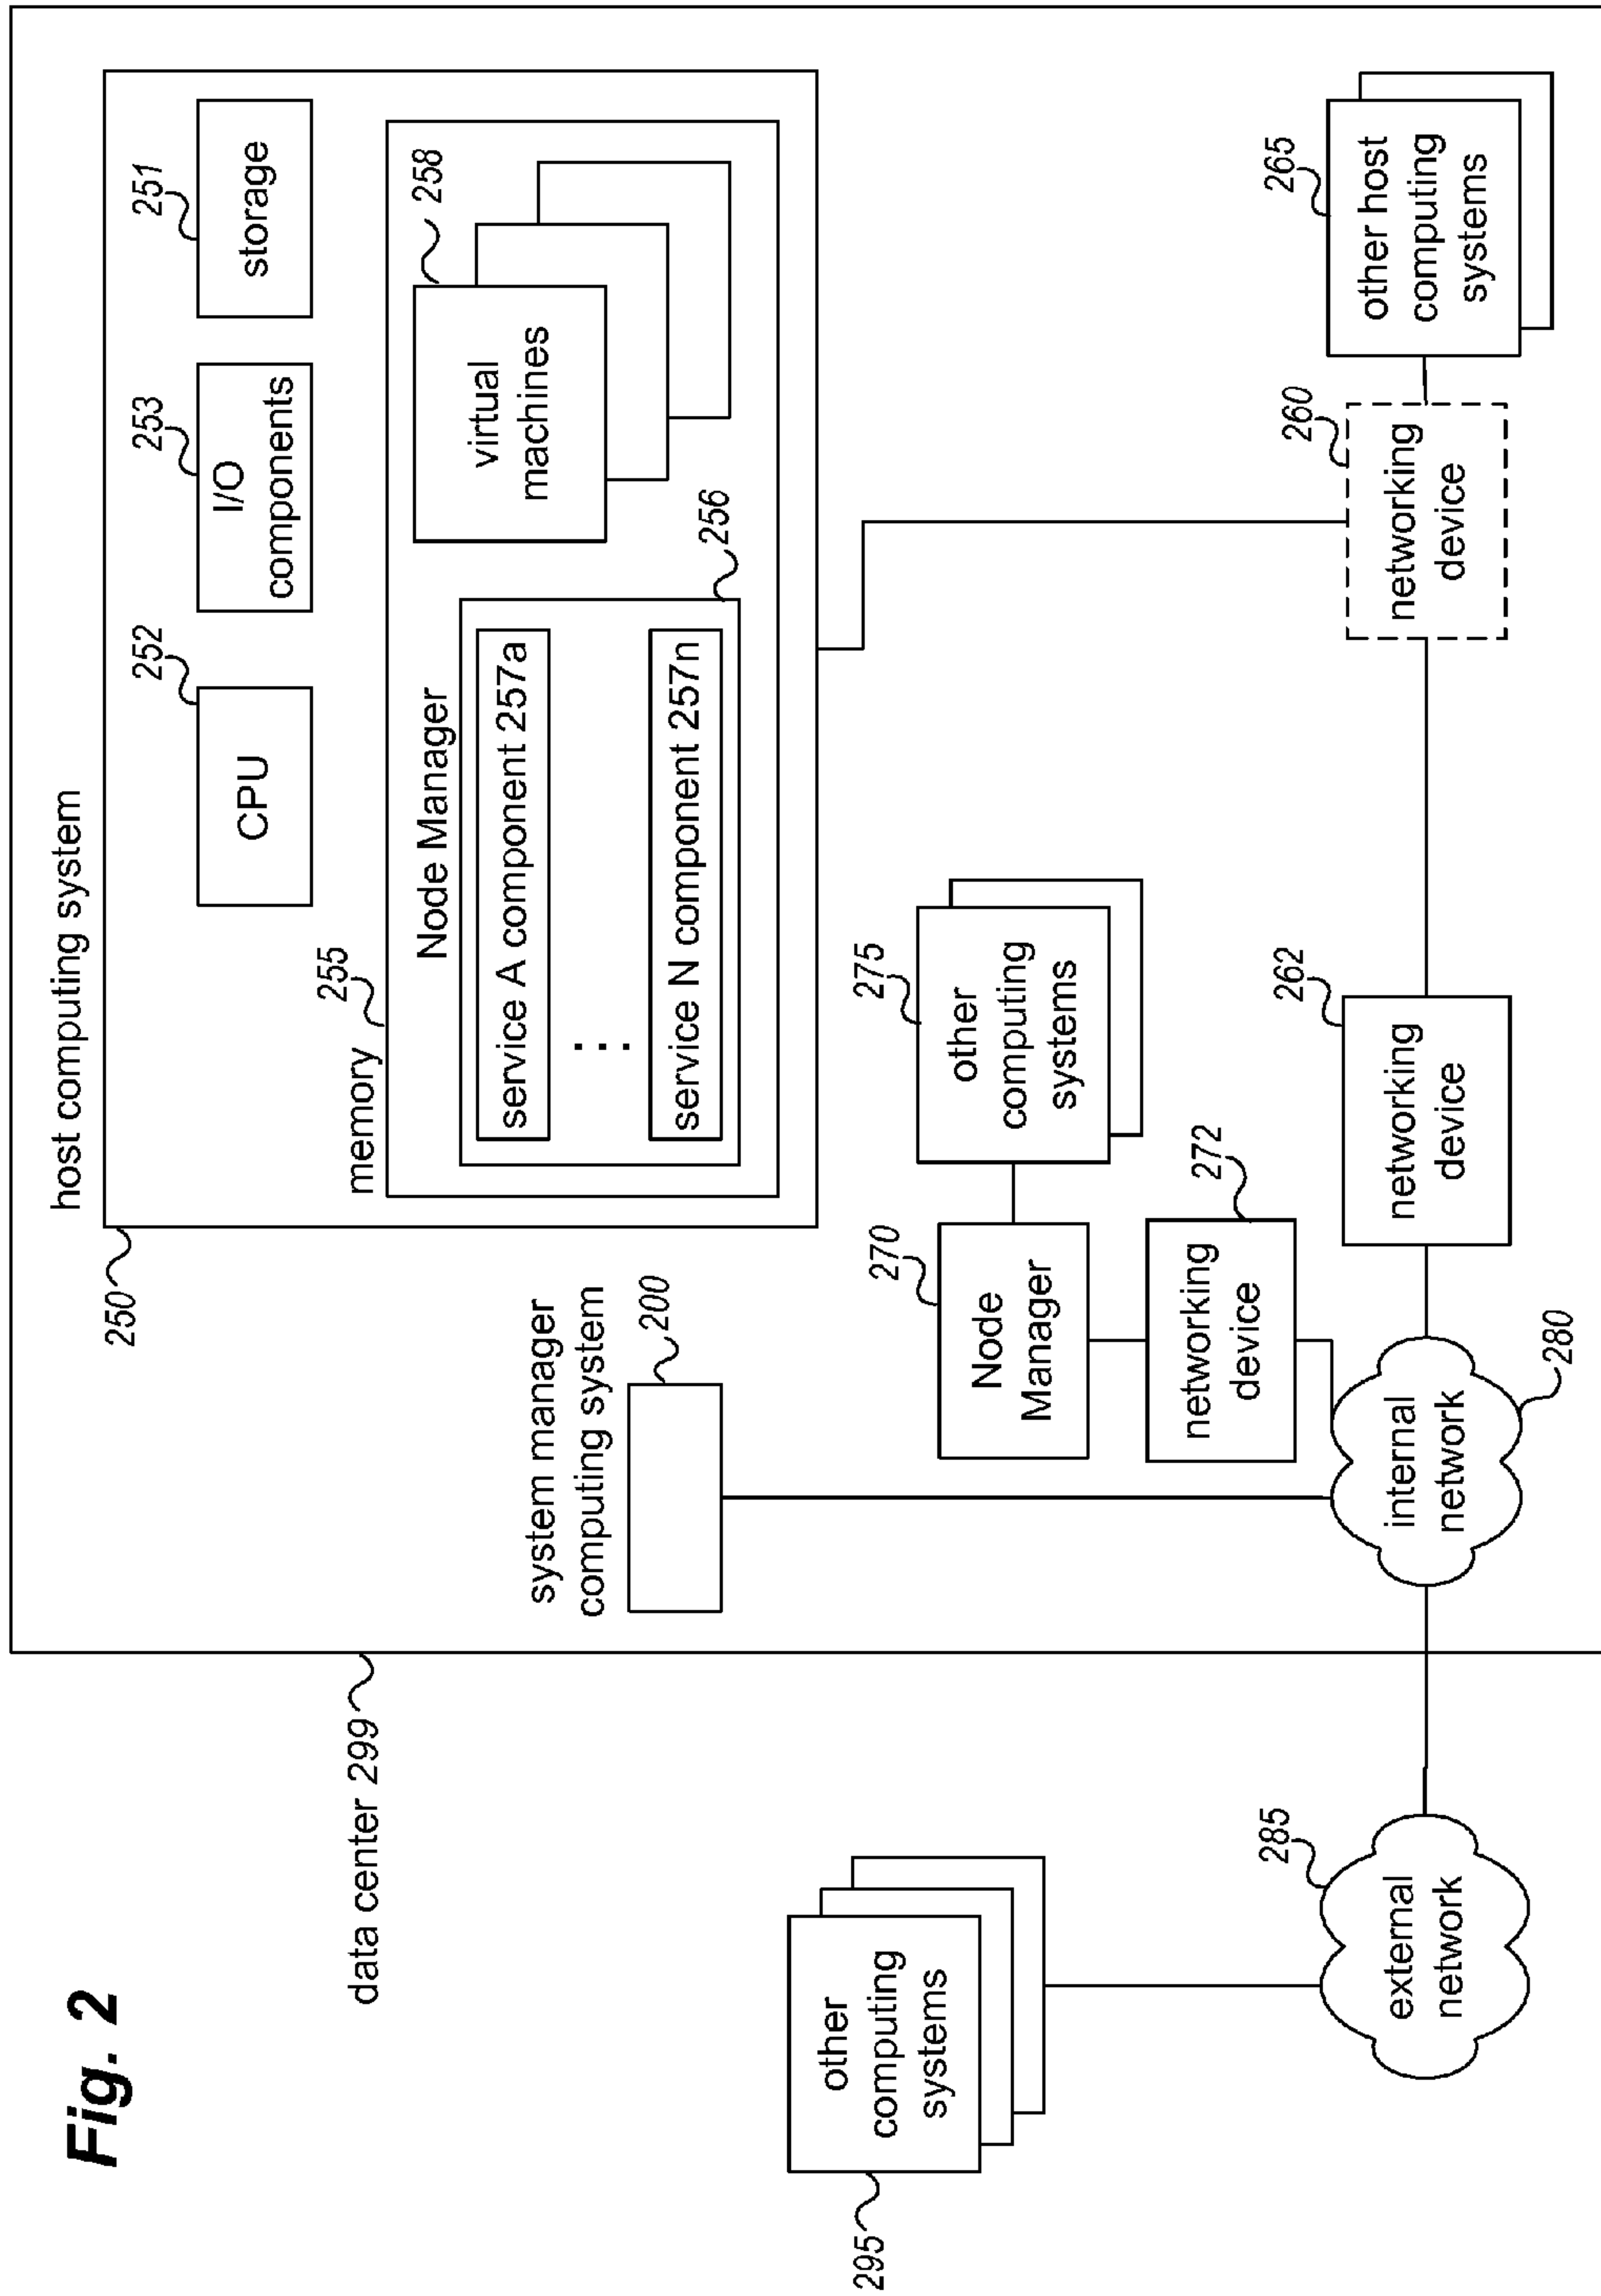 Fig. 2
data center 299
host computing system
250
CPU
252
I/O
components
253
storage
251
memory
255
Node Manager
service A component 257a
...
service N component 257n
256
virtual
machines
258
system manager
computing system
200
other
computing
systems
295
Node
Manager
270
other
computing
systems
275
networking
device
272
external
network
285
internal
network
280
networking
device
262
networking
device
260
other host
computing
systems
265